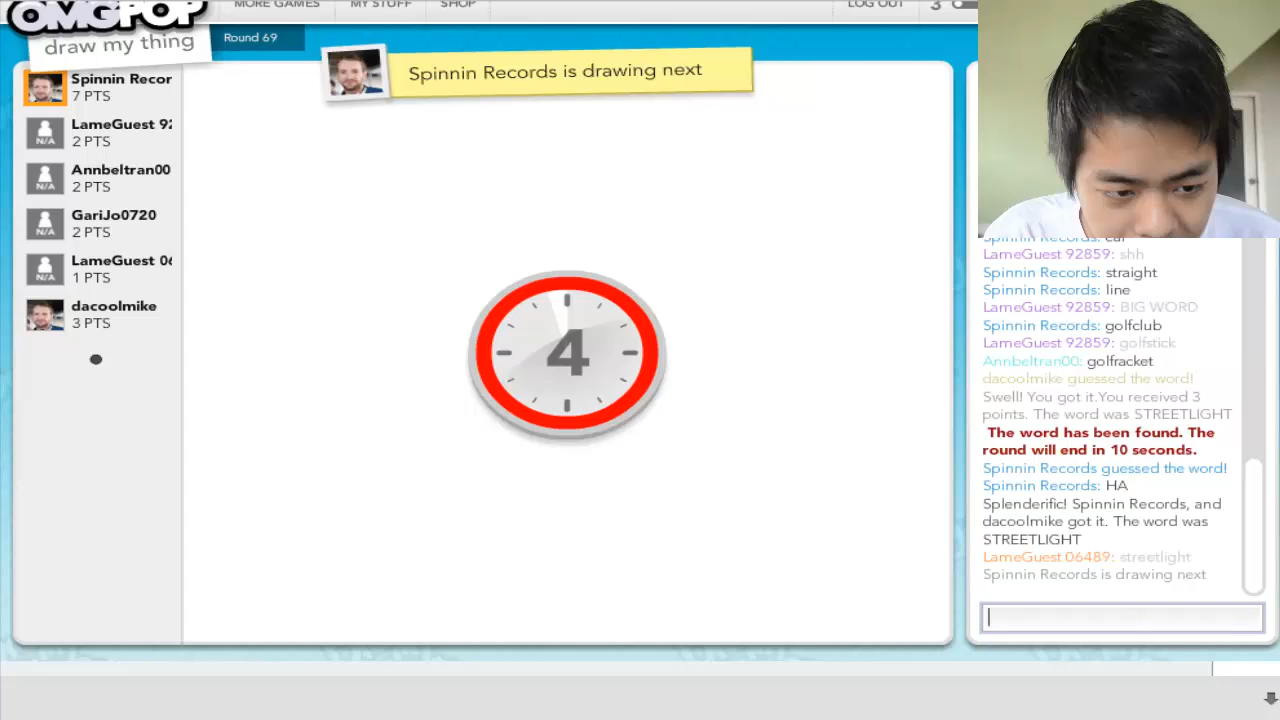 MORE GAMES
MY STUFF
SHOP
LOG OUT
3
OMGPOP
draw my thing
Round 69
Spinnin Records is drawing next
Spinnin Recor
7 PTS
LameGuest 92
2 PTS
Annbeltran00
2 PTS
GariJo0720
2 PTS
LameGuest 06
1 PTS
dacoolmike
3 PTS
N/A
N/A
N/A
N/A
4
LameGuest 92859: shh
Spinnin Records: straight
Spinnin Records: line
LameGuest 92859: BIG WORD
Spinnin Records: golfclub
LameGuest 92859: golfstick
Annbeltran00: golfracket
dacoolmike guessed the word!
Swell! You got it.You received 3
points. The word was STREETLIGHT
The word has been found. The
round will end in 10 seconds.
Spinnin Records guessed the word!
Spinnin Records: HA
Splenderific! Spinnin Records, and
dacoolmike got it. The word was
STREETLIGHT
LameGuest 06489: streetlight
Spinnin Records is drawing next